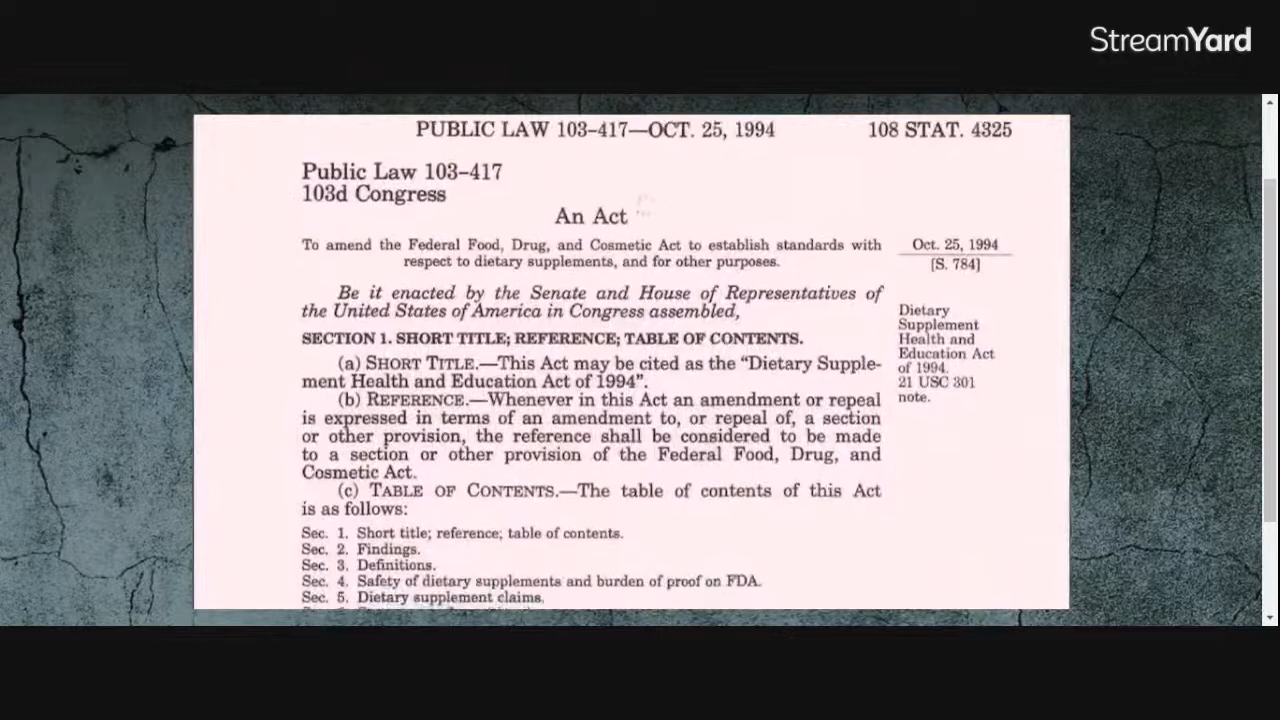 StreamYard
PUBLIC LAW 103-417—OCT. 25, 1994
108 STAT. 4325
Public Law 103-417
103d Congress
An Act
To amend the Federal Food, Drug, and Cosmetic Act to establish standards with
respect to dietary supplements, and for other purposes.
Oct. 25, 1994
[S. 784]
Be it enacted by the Senate and House of Representatives of
the United States of America in Congress assembled,
SECTION 1. SHORT TITLE; REFERENCE; TABLE OF CONTENTS.
(a) SHORT TITLE.—This Act may be cited as the “Dietary Supple-
ment Health and Education Act of 1994”.
(b) REFERENCE.—Whenever in this Act an amendment or repeal
is expressed in terms of an amendment to, or repeal of, a section
or other provision, the reference shall be considered to be made
to a section or other provision of the Federal Food, Drug, and
Cosmetic Act.
(c) TABLE OF CONTENTS.—The table of contents of this Act
is as follows:
Dietary
Supplement
Health and
Education Act
of 1994.
21 USC 301
note.
Sec. 1. Short title; reference; table of contents.
Sec. 2. Findings.
Sec. 3. Definitions.
Sec. 4. Safety of dietary supplements and burden of proof on FDA.
Sec. 5. Dietary supplement claims.